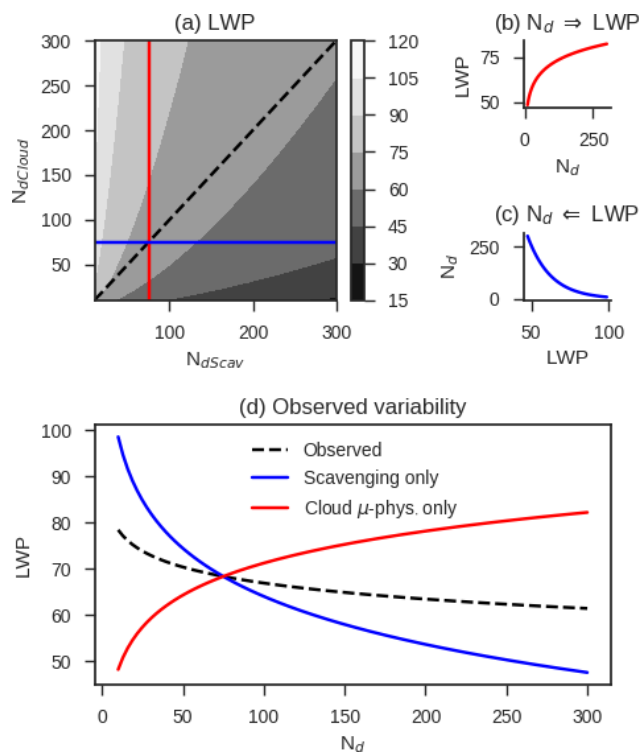 (a) LWP
300
250
200
150
100
50
N_dCloud
100
200
300
N_dScav
120
105
90
75
60
45
30
15
(b) N_d ⇒ LWP
75
50
LWP
0
250
N_d
(c) N_d ⇐ LWP
250
0
N_d
50
100
LWP
(d) Observed variability
100
90
80
70
60
50
LWP
Observed
Scavenging only
Cloud μ-phys. only
0
50
100
150
200
250
300
N_d